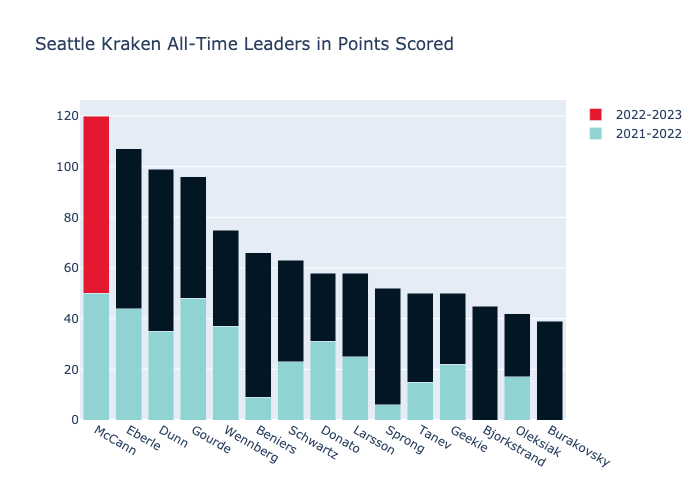 Seattle Kraken All-Time Leaders in Points Scored
2022-2023
2021-2022
120
100
80
60
40
20
0
McCann
Eberle
Dunn
Gourde
Wennberg
Beniers
Schwartz
Donato
Larsson
Sprong
Tanev
Geekie
Bjorkstrand
Oleksiak
Burakovsky